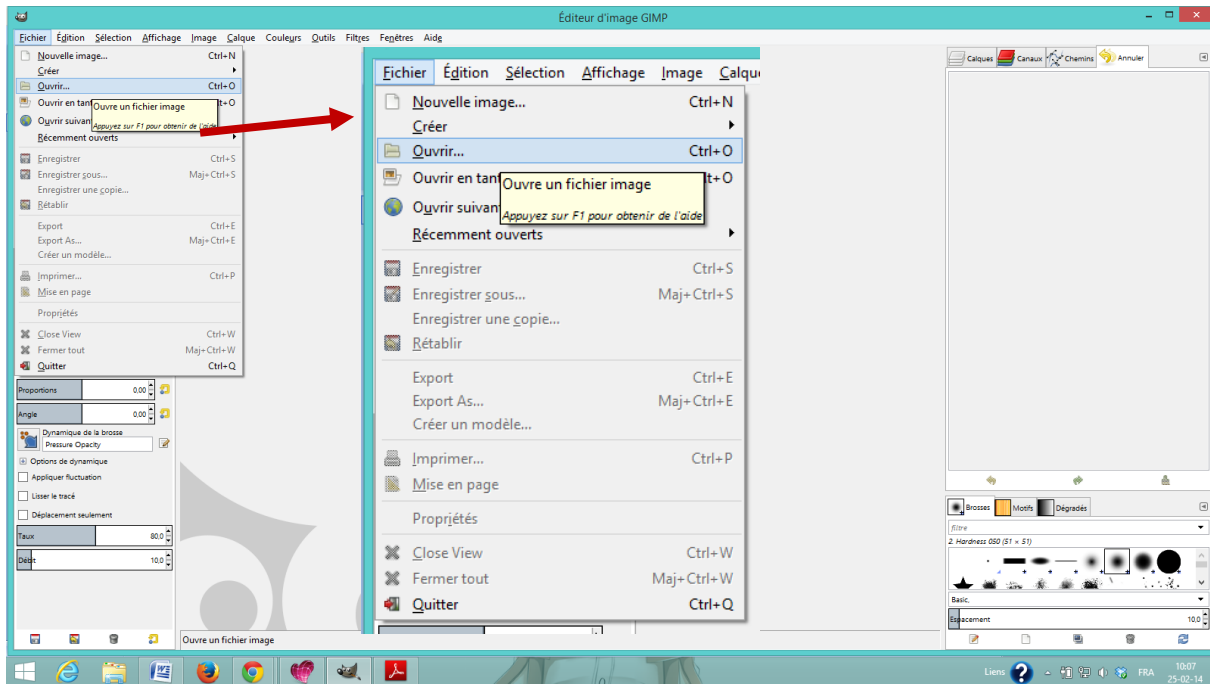 Éditeur d'image GIMP
Fichier Édition Sélection Affichage Image Calque Couleurs Outils Filtres Fenêtres Aide
Nouvelle image... Ctrl+N
Créer
Ouvrir... Ctrl+O
Ouvrir en tant lt+O
Ouvre un fichier image
Ouvrir suivan
Appuyez sur F1 pour obtenir de l'aide
Récemment ouverts
Enregistrer Ctrl+S
Enregistrer sous... Maj+Ctrl+S
Enregistrer une copie...
Rétablir
Export Ctrl+E
Export As... Maj+Ctrl+E
Créer un modèle...
Imprimer... Ctrl+P
Mise en page
Propriétés
Close View Ctrl+W
Fermer tout Maj+Ctrl+W
Quitter Ctrl+Q
Proportions 0,00
Angle 0,00
Dynamique de la brosse
Pressure Opacity
Options de dynamique
Appliquer fluctuation
Lisser le tracé
Déplacement seulement
Taux 80,0
Débit 10,0
Ouvre un fichier image
Fichier Édition Sélection Affichage Image Calqu
Nouvelle image... Ctrl+N
Créer
Ouvrir... Ctrl+O
Ouvrir en tant lt+O
Ouvre un fichier image
Ouvrir suivan
Appuyez sur F1 pour obtenir de l'aide
Récemment ouverts
Enregistrer Ctrl+S
Enregistrer sous... Maj+Ctrl+S
Enregistrer une copie...
Rétablir
Export Ctrl+E
Export As... Maj+Ctrl+E
Créer un modèle...
Imprimer... Ctrl+P
Mise en page
Propriétés
Close View Ctrl+W
Fermer tout Maj+Ctrl+W
Quitter Ctrl+Q
Calques Canaux Chemins Annuler
Brosses Motifs Dégradés
filtre
2. Hardness 050 (51 × 51)
Basic,
Espacement 10,0
Liens FRA 10:07
25-02-14